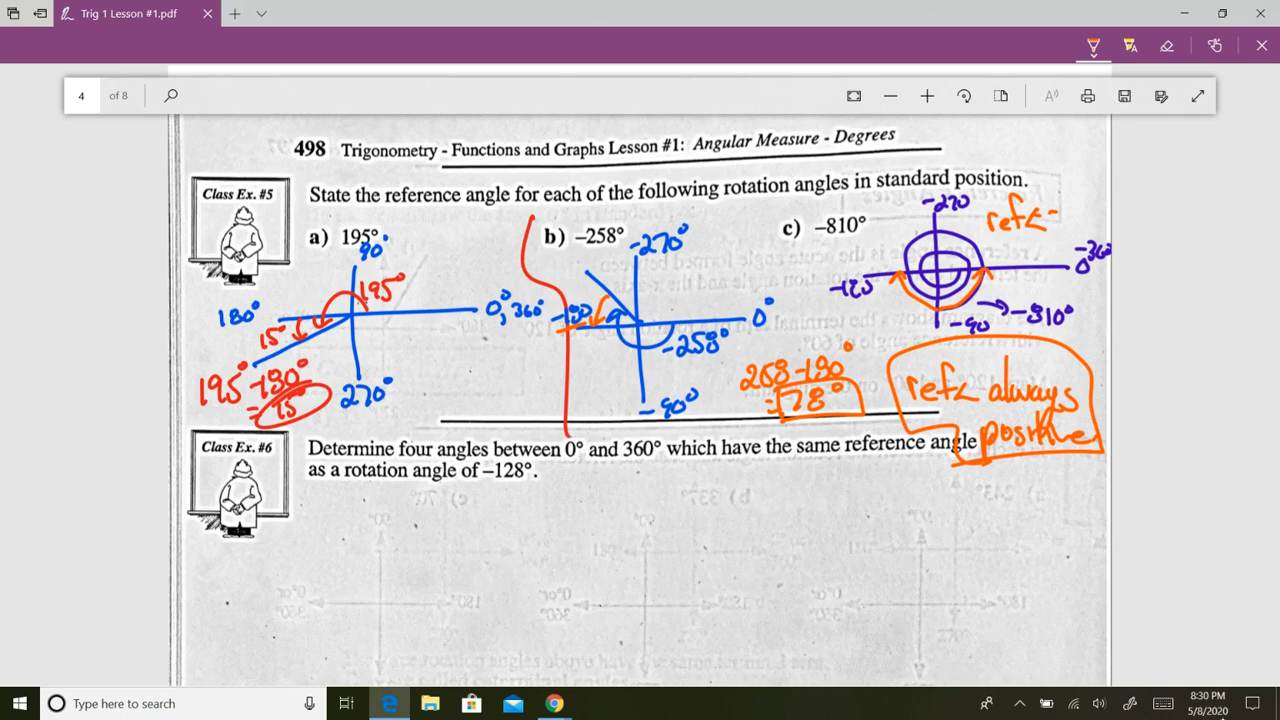 Trig 1 Lesson #1.pdf
4 of 8
498 Trigonometry - Functions and Graphs Lesson #1: Angular Measure - Degrees
Class Ex. #5
State the reference angle for each of the following rotation angles in standard position.
a) 195°
b) –258°
c) –810°
90°
195°
180°
0°, 360°
15°
195° - 180°
= 15°
270°
-270°
0°
-258°
-90°
258 - 180°
= 78°
-270
ref∠ =
-360
0°
-90
→ -810°
ref∠ always
positive
Class Ex. #6
Determine four angles between 0° and 360° which have the same reference angle
as a rotation angle of –128°.
Type here to search
8:30 PM
5/8/2020